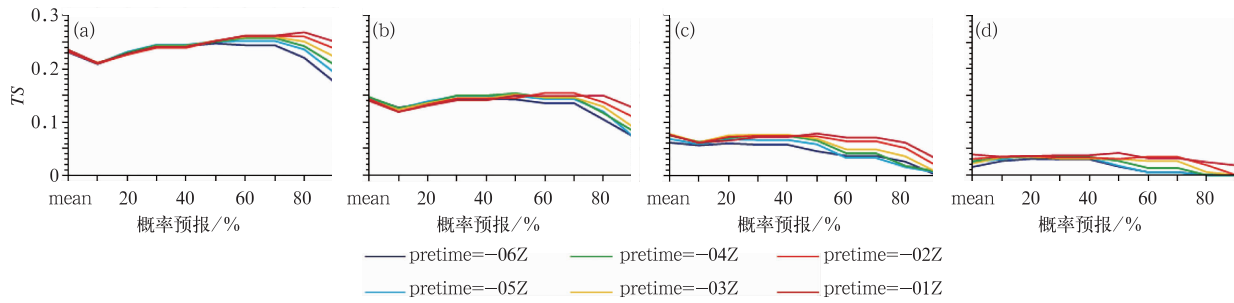 0.3
(a)
(b)
(c)
(d)
0.2
TS
0.1
0
mean 20 40 60 80
mean 20 40 60 80
mean 20 40 60 80
mean 20 40 60 80
概率预报/%
概率预报/%
概率预报/%
概率预报/%
pretime=−06Z
pretime=−04Z
pretime=−02Z
pretime=−05Z
pretime=−03Z
pretime=−01Z